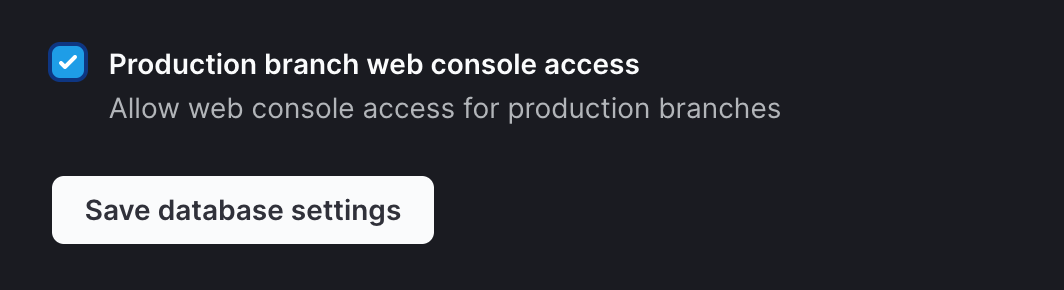 Production branch web console access
Allow web console access for production branches
Save database settings